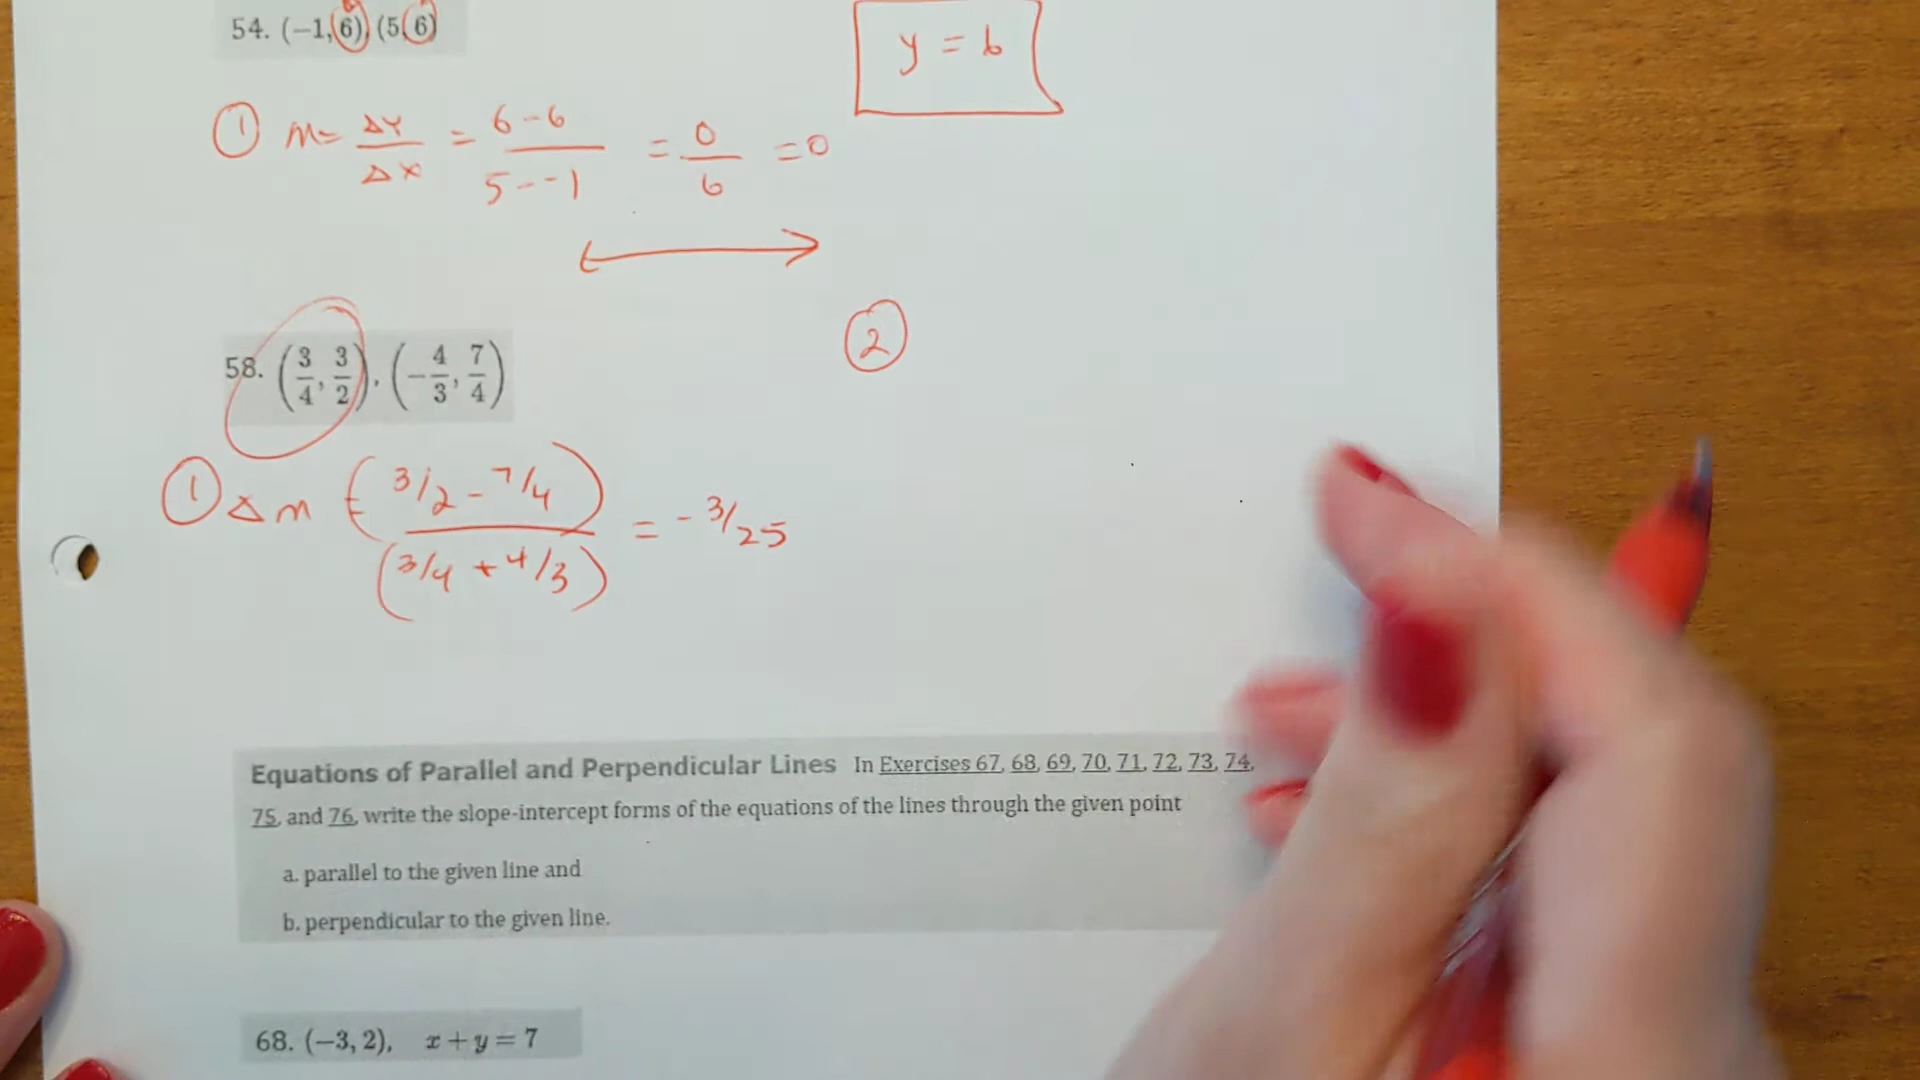 54. (−1, 6), (5, 6)
y = 6
① m = ΔY/ΔX = 6-6/5--1 = 0/6 = 0
58. (3/4, 3/2), (−4/3, 7/4)
②
① Δm = (3/2 - 7/4)/(3/4 + 4/3) = - 3/25
Equations of Parallel and Perpendicular Lines In Exercises 67, 68, 69, 70, 71, 72, 73, 74,
75, and 76, write the slope-intercept forms of the equations of the lines through the given point
a. parallel to the given line and
b. perpendicular to the given line.
68. (−3, 2), x + y = 7